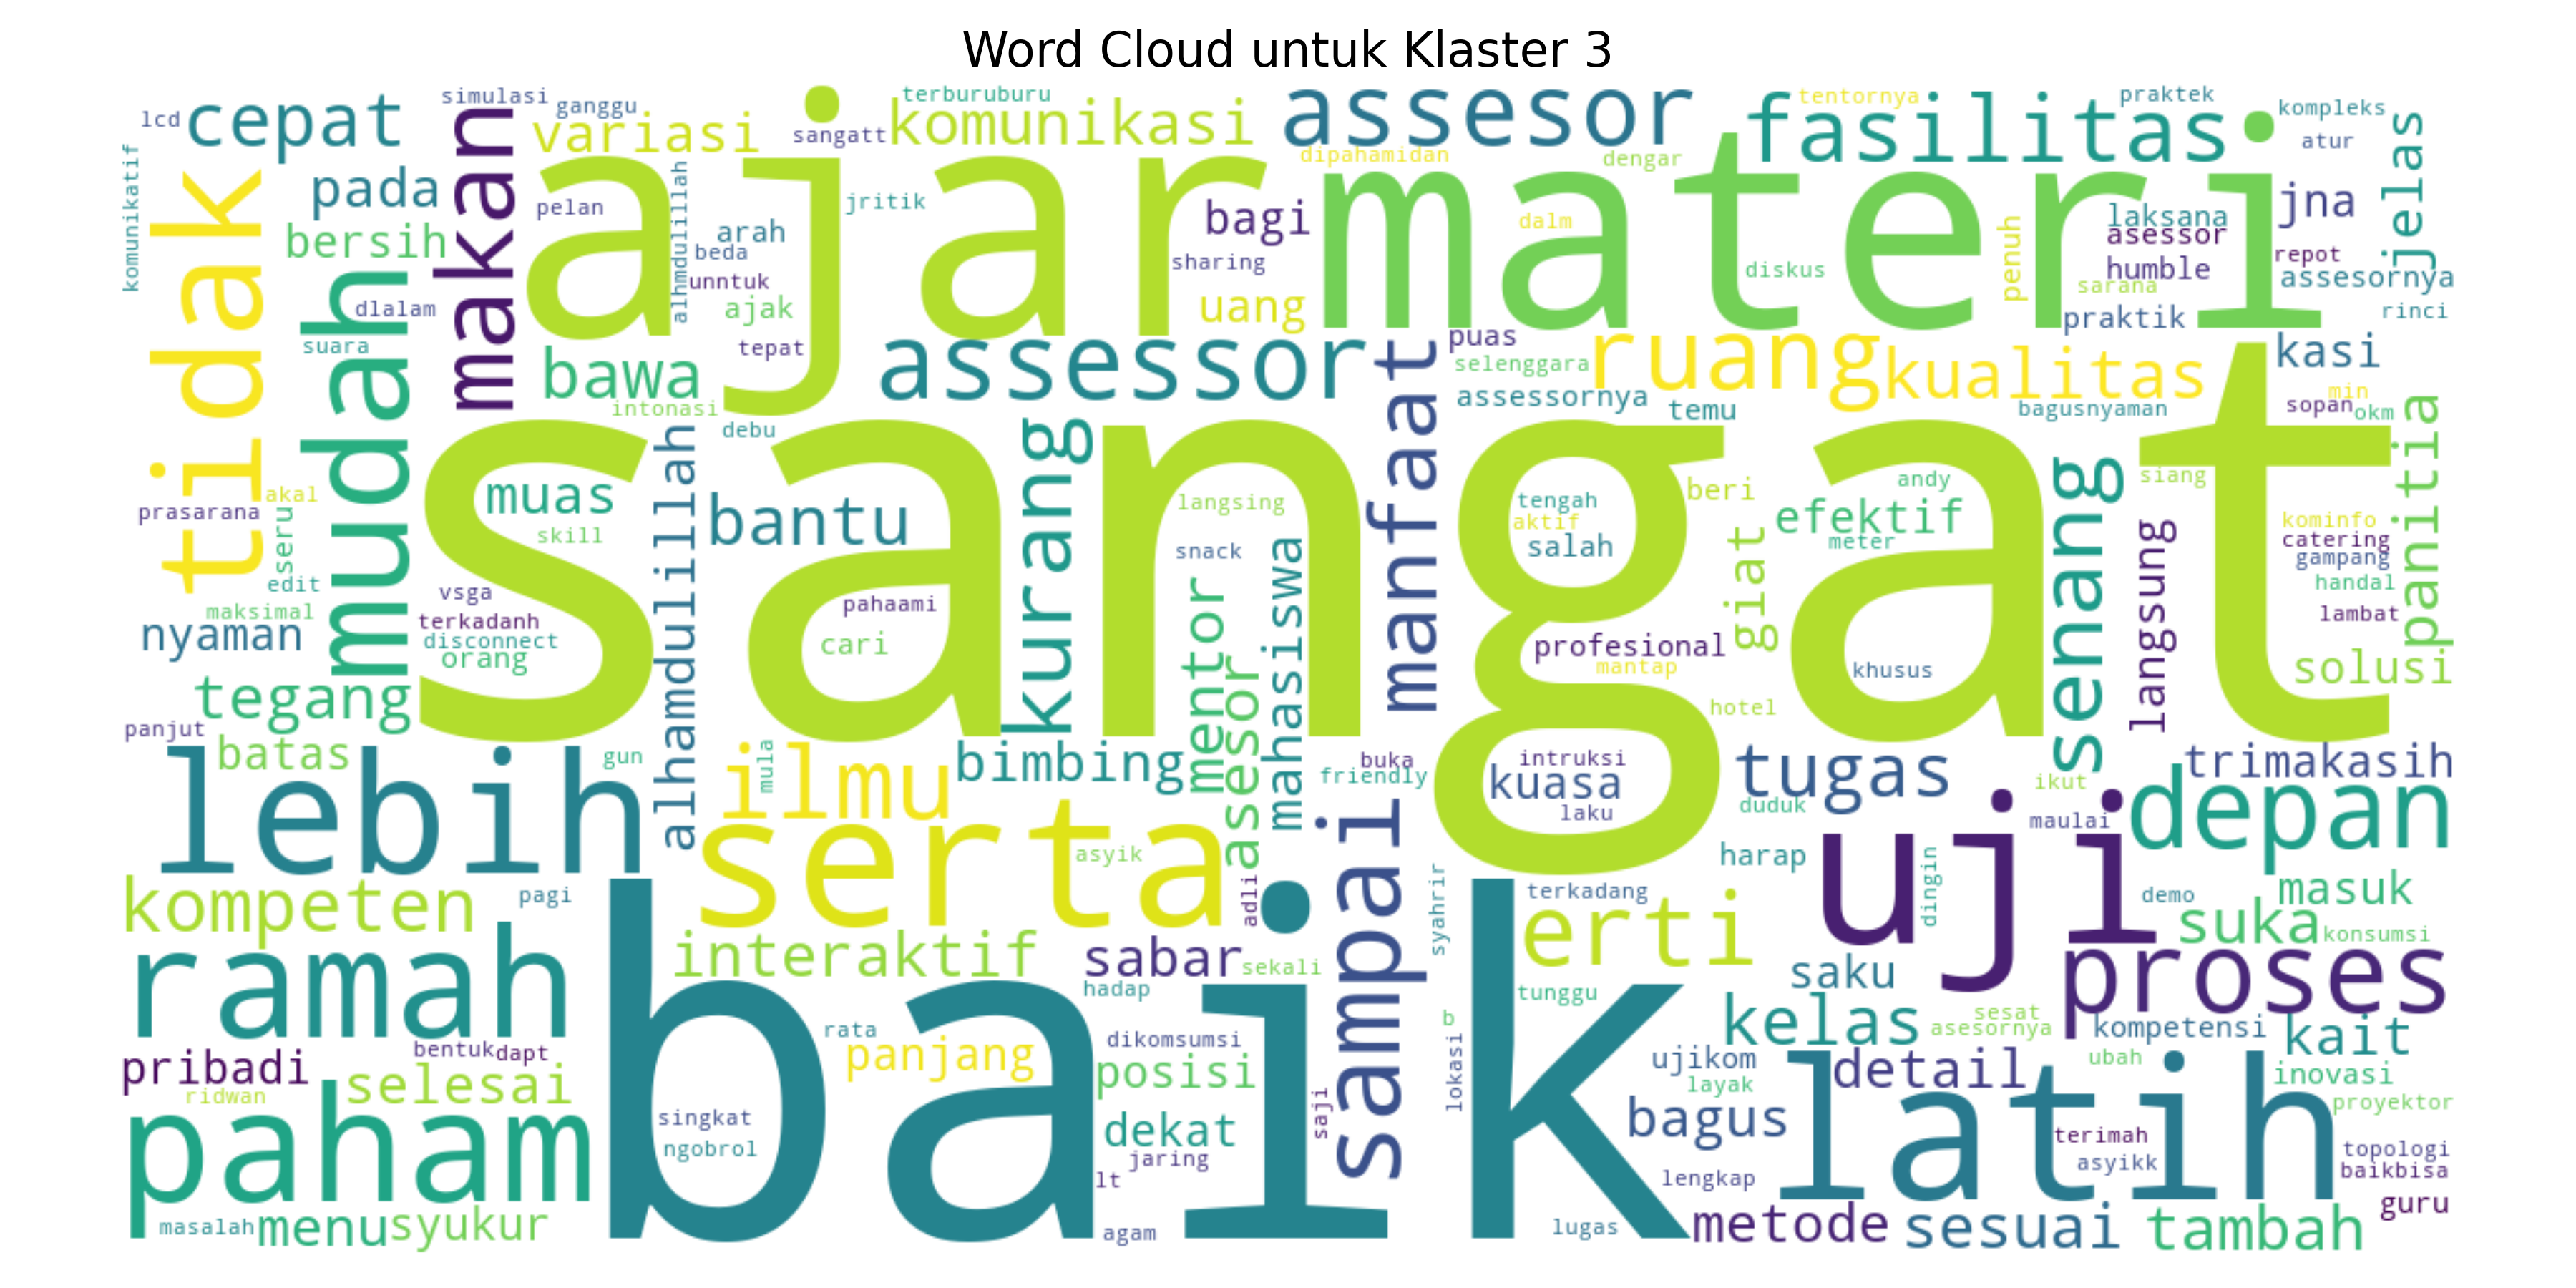 Word Cloud untuk Klaster 3
lcd
cepat
simulasi
ganggu
variasi
sangatt
terburuburu
komunikasi
assesor
tentornya
praktek
fasilitas
kompleks
atur
jelas
komunikatif
tidak
pada
bersih
makan
mudah
dlalam
suara
ajar
pelan
alhmdulillah
arah
beda
unntuk
ajak
tepat
jritik
bagi
sharing
uang
dipahamidan
dengar
materi
dalm
diskus
penuh
laksana
asessor
humble
sarana
praktik
jna
repot
assesornya
rinci
bawa
intonasi
debu
assessor
puas
selenggara
assessornya
temu
ruang
kualitas
bagusnyaman
kasi
min
sopan
okm
panitia
prasarana
akal
seru
edit
maksimal
nyaman
sangat
muas
skill
vsga
terkadanh
disconnect
orang
alhamdulillah
bantu
pahaami
cari
kurang
langsing
snack
mentor
asesor
mahasiswa
manfaat
tengah
aktif
salah
profesional
mantap
beri
giat
efektif
andy
meter
khusus
hotel
senang
langsung
siang
kominfo
catering
gampang
handal
lambat
solusi
tegang
panjut
batas
lebih
gun
ilmu
mula
bimbing
buka
friendly
intruksi
kuasa
laku
tugas
duduk
ikut
maulai
trimakasih
depan
kompeten
pagi
serta
asyik
adli
sampai
syahrir
terkadang
erti
harap
uji
dingin
demo
masuk
suka
konsumsi
ramah
interaktif
sabar
sekali
hadap
baik
tunggu
saku
kelas
sesat
asesornya
proses
kompetensi
kait
pribadi
bentuk
dapt
ridwan
selesai
rata
panjang
dikomsumsi
posisi
b
lokasi
ujikom
layak
detail
ubah
inovasi
proyektor
paham
singkat
ngobrol
dekat
jaring
lt
saji
bagus
lengkap
latih
terimah
asyikk
topologi
baikbisa
guru
masalah
menu
syukur
agam
lugas
metode
sesuai
tambah